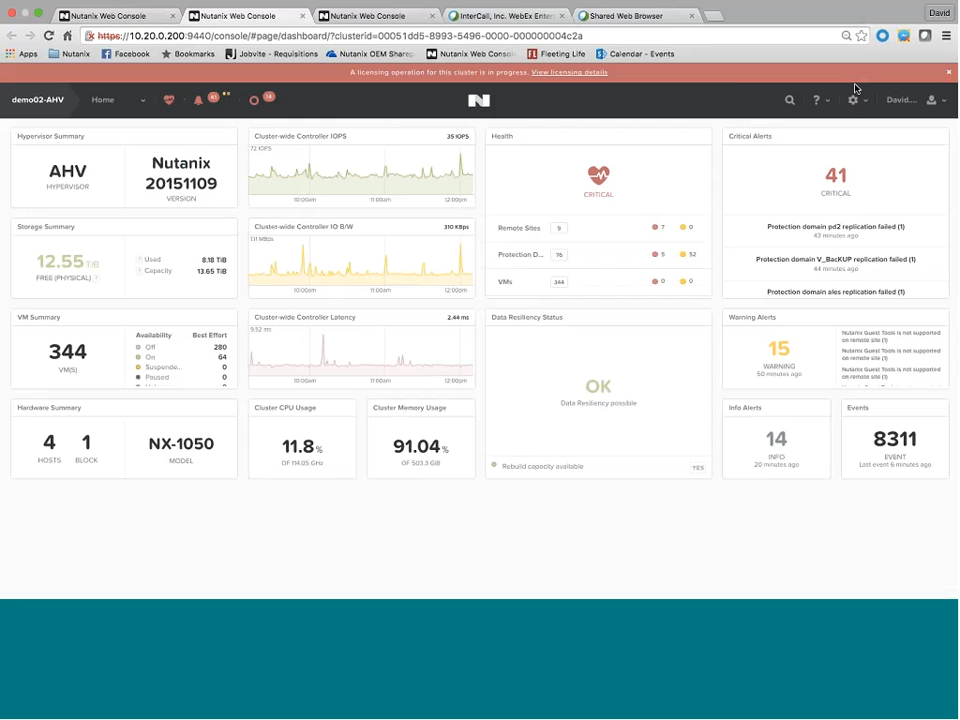 Nutanix Web Console
Nutanix Web Console
Nutanix Web Console
InterCall, Inc. WebEx Enter
Shared Web Browser
David
https://10.20.0.200:9440/console/#page/dashboard/?clusterid=00051dd5-8993-5496-0000-000000004c2a
Apps
Nutanix
Facebook
Bookmarks
Jobvite - Requisitions
Nutanix OEM Sharep
Nutanix Web Conso
Fleeting Life
Calendar - Events
A licensing operation for this cluster is in progress. View licensing details
demo02-AHV
Home
41
14
?
David...
Hypervisor Summary
AHV
HYPERVISOR
Nutanix
20151109
VERSION
Cluster-wide Controller IOPS
35 IOPS
72 IOPS
10:00am
11:00am
12:00pm
Health
CRITICAL
Remote Sites
9
7
0
Protection D...
76
5
52
VMs
344
0
0
Critical Alerts
41
CRITICAL
Protection domain pd2 replication failed (1)
43 minutes ago
Protection domain V_BacKUP replication failed (1)
44 minutes ago
Protection domain ales replication failed (1)
Storage Summary
12.55 TiB
FREE (PHYSICAL)
Used
8.18 TiB
Capacity
13.65 TiB
Cluster-wide Controller IO B/W
310 KBps
10:00am
11:00am
12:00pm
VM Summary
344
VM(S)
Availability
Best Effort
Off
280
On
64
Suspende..
0
Paused
0
Cluster-wide Controller Latency
2.44 ms
9.52 ms
10:00am
11:00am
12:00pm
Data Resiliency Status
OK
Data Resiliency possible
Rebuild capacity available
YES
Warning Alerts
15
WARNING
50 minutes ago
Nutanix Guest Tools is not supported
on remote site (1)
Nutanix Guest Tools is not supported
on remote site (1)
Nutanix Guest Tools is not supported
on remote site (1)
Hardware Summary
4
HOSTS
1
BLOCK
NX-1050
MODEL
Cluster CPU Usage
11.8 %
OF 114.05 GHz
Cluster Memory Usage
91.04 %
OF 503.3 GiB
Info Alerts
14
INFO
20 minutes ago
Events
8311
EVENT
Last event 6 minutes ago